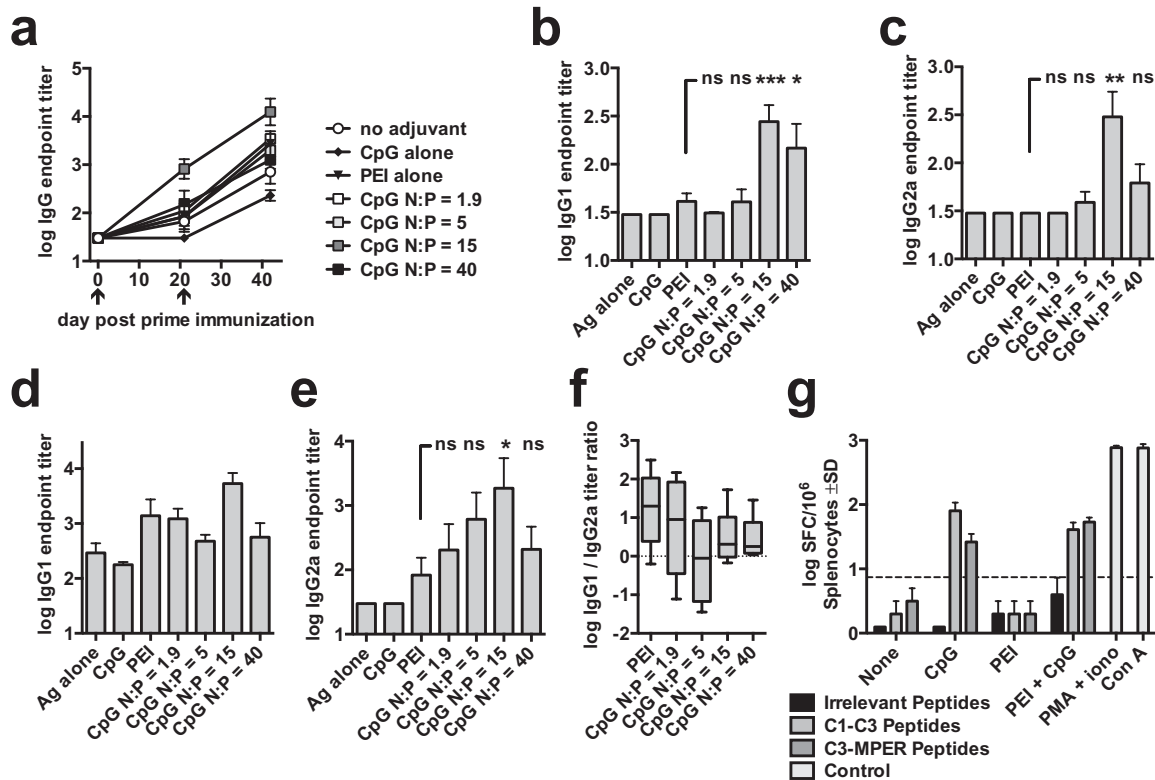 a
log IgG endpoint titer
5
4
3
2
1
0 10 20 30 40
day post prime immunization
no adjuvant
CpG alone
PEI alone
CpG N:P = 1.9
CpG N:P = 5
CpG N:P = 15
CpG N:P = 40
b
log IgG1 endpoint titer
3.0
2.5
2.0
1.5
1.0
ns ns *** *
Ag alone
CpG
PEI
CpG N:P = 1.9
CpG N:P = 5
CpG N:P = 15
CpG N:P = 40
c
log IgG2a endpoint titer
3.0
2.5
2.0
1.5
1.0
ns ns ** ns
Ag alone
CpG
PEI
CpG N:P = 1.9
CpG N:P = 5
CpG N:P = 15
CpG N:P = 40
d
log IgG1 endpoint titer
4
3
2
1
Ag alone
CpG
PEI
CpG N:P = 1.9
CpG N:P = 5
CpG N:P = 15
CpG N:P = 40
e
log IgG2a endpoint titer
4
3
2
1
ns ns * ns
Ag alone
CpG
PEI
CpG N:P = 1.9
CpG N:P = 5
CpG N:P = 15
CpG N:P = 40
f
log IgG1 / IgG2a titer ratio
3
2
1
0
-1
-2
PEI
CpG N:P = 1.9
CpG N:P = 5
CpG N:P = 15
CpG N:P = 40
g
log SFC/10⁶
Splenocytes ±SD
3
2
1
0
None
CpG
PEI
PEI + CpG
PMA + iono
Con A
Irrelevant Peptides
C1-C3 Peptides
C3-MPER Peptides
Control